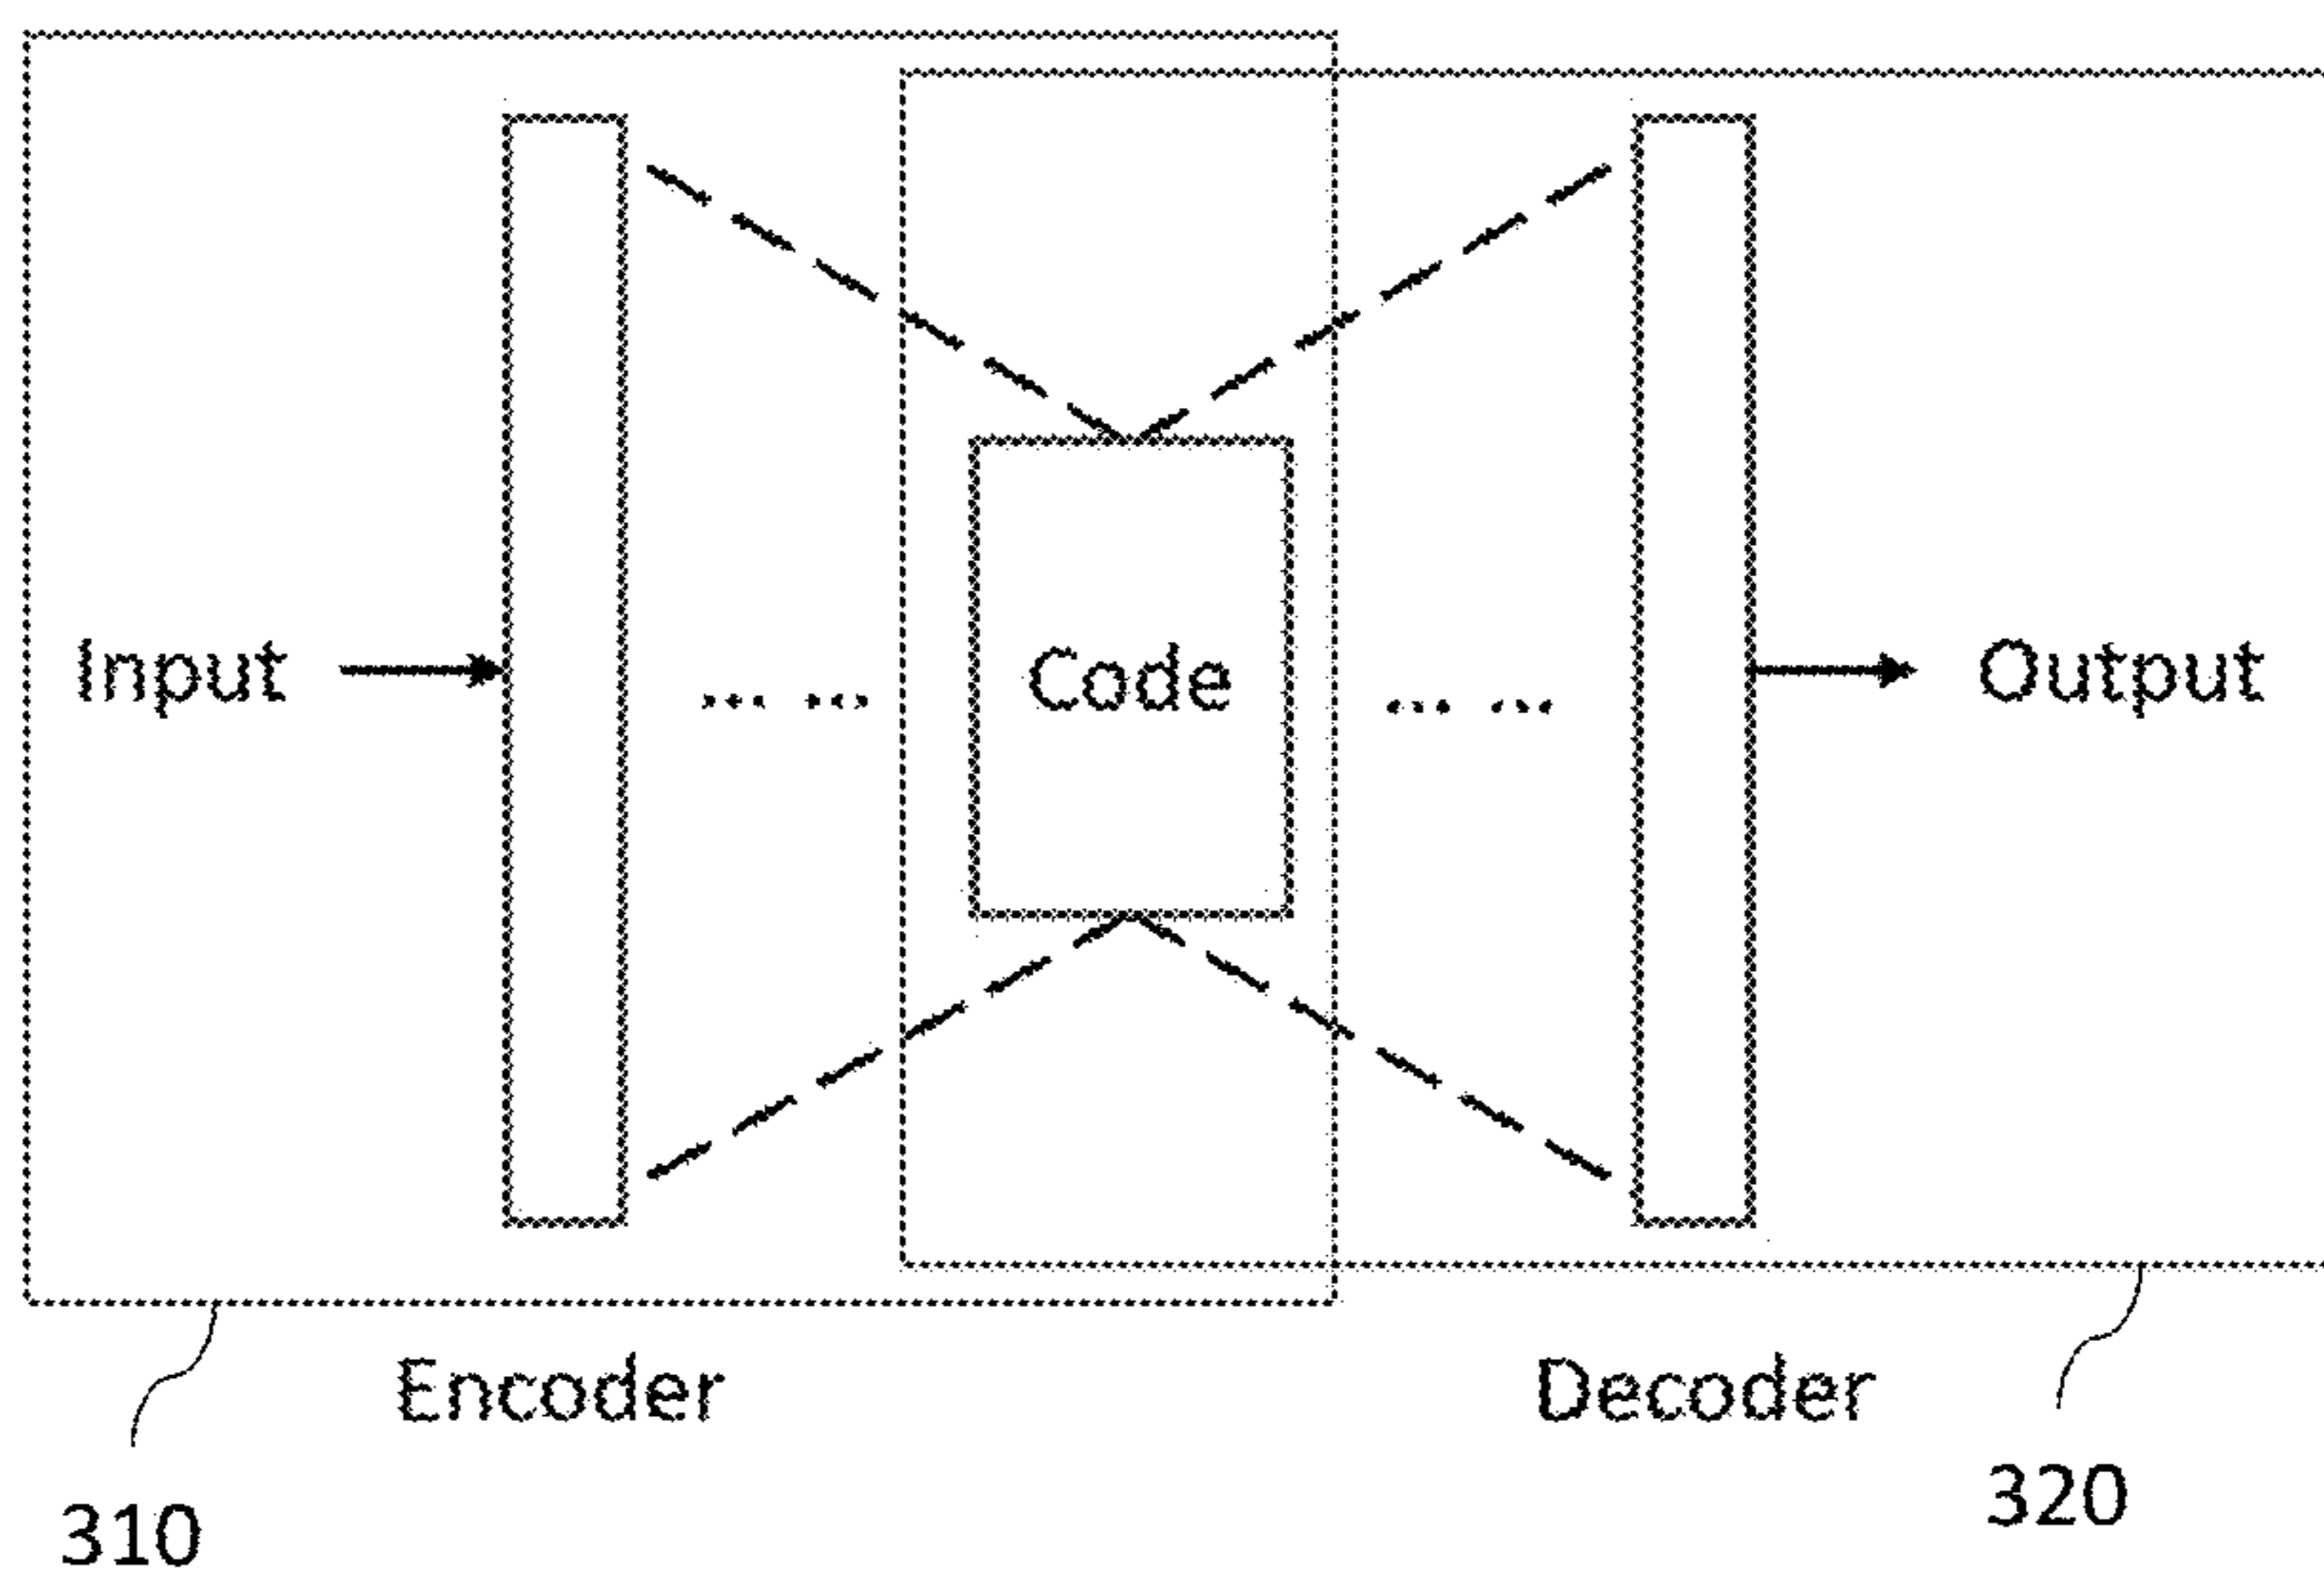 Input
... ...
Code
... ...
Output
Encoder
Decoder
310
320